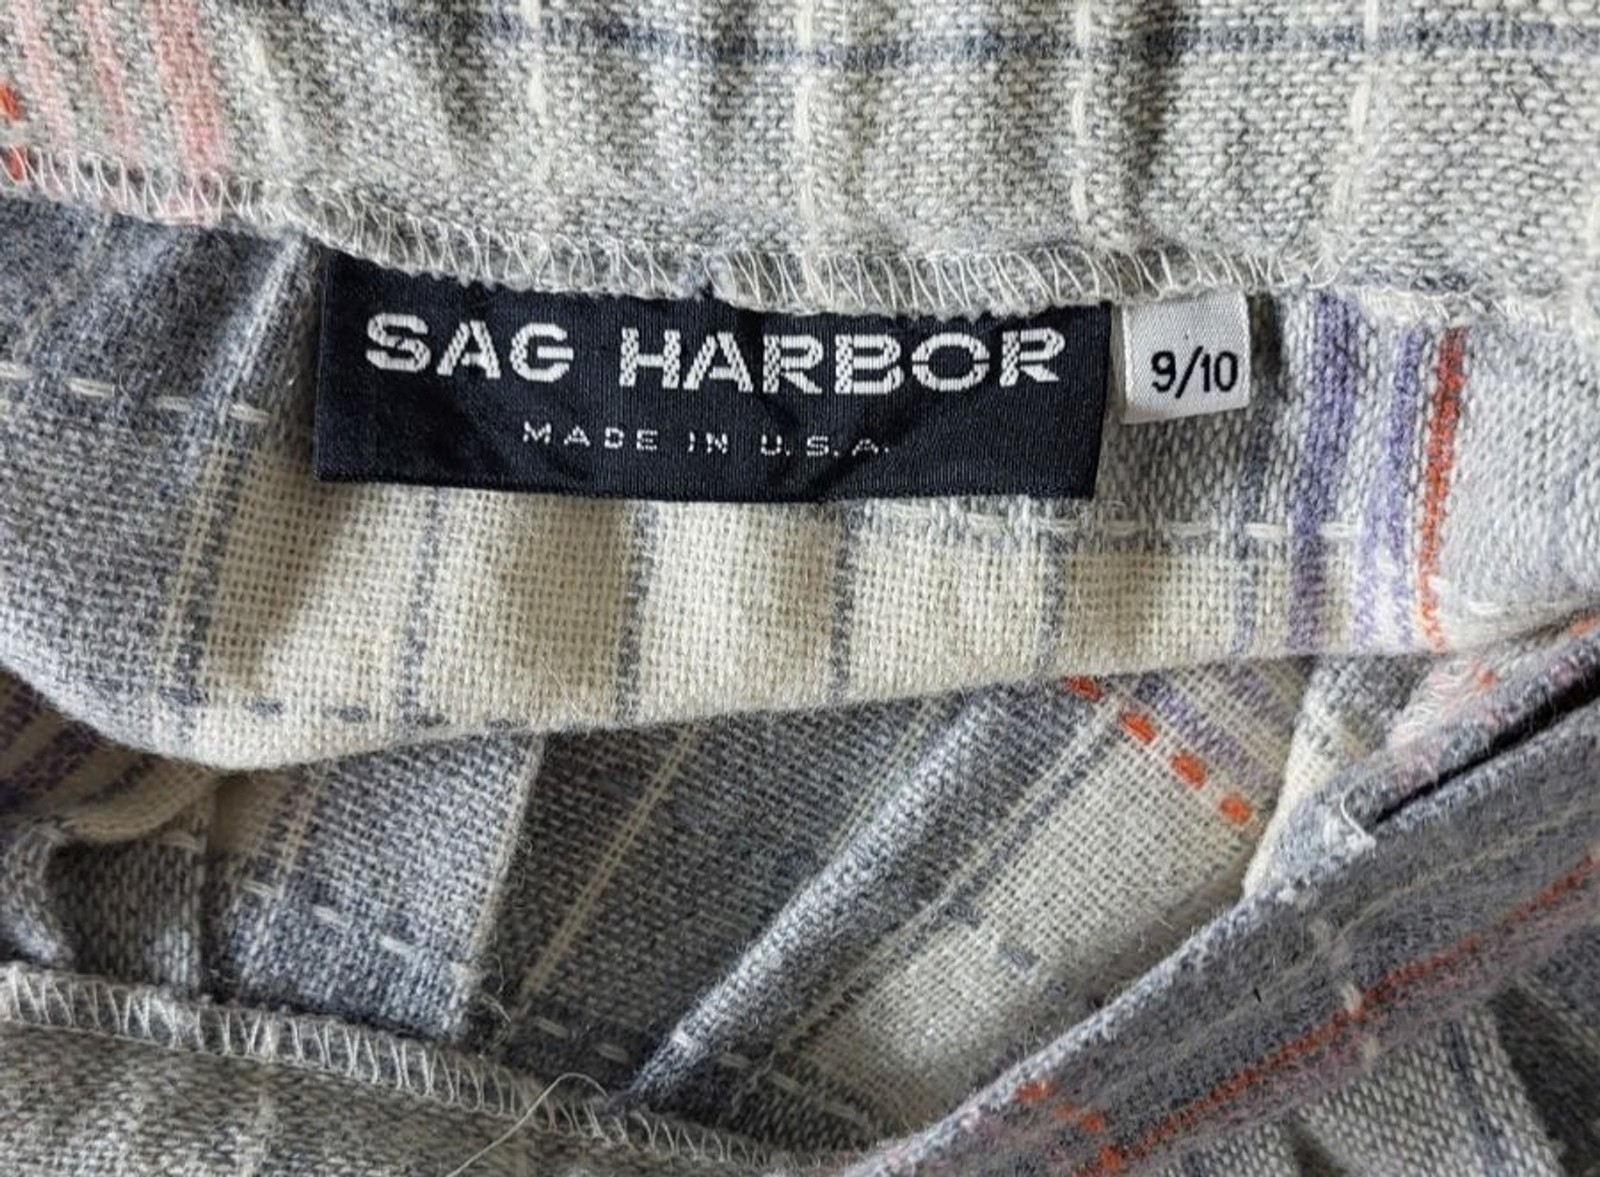 SAG HARBOR
MADE IN U.S.A.
9/10